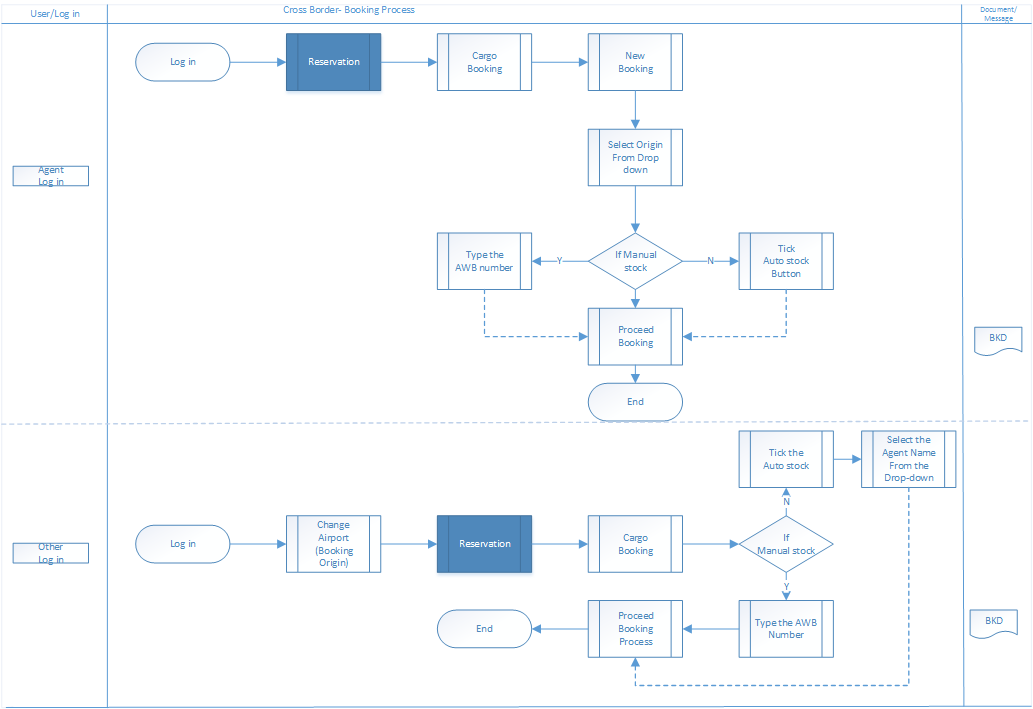 User/Log in
Cross Border- Booking Process
Document/
Message
Log in
Reservation
Cargo
Booking
New
Booking
Select Origin
From Drop
down
Agent
Log in
Type the
AWB number
Y
If Manual
stock
N
Tick
Auto stock
Button
Proceed
Booking
BKD
End
Tick the
Auto stock
Select the
Agent Name
From the
Drop-down
N
Other
Log in
Log in
Change
Airport
(Booking
Origin)
Reservation
Cargo
Booking
If
Manual stock
Y
End
Proceed
Booking
Process
Type the AWB
Number
BKD